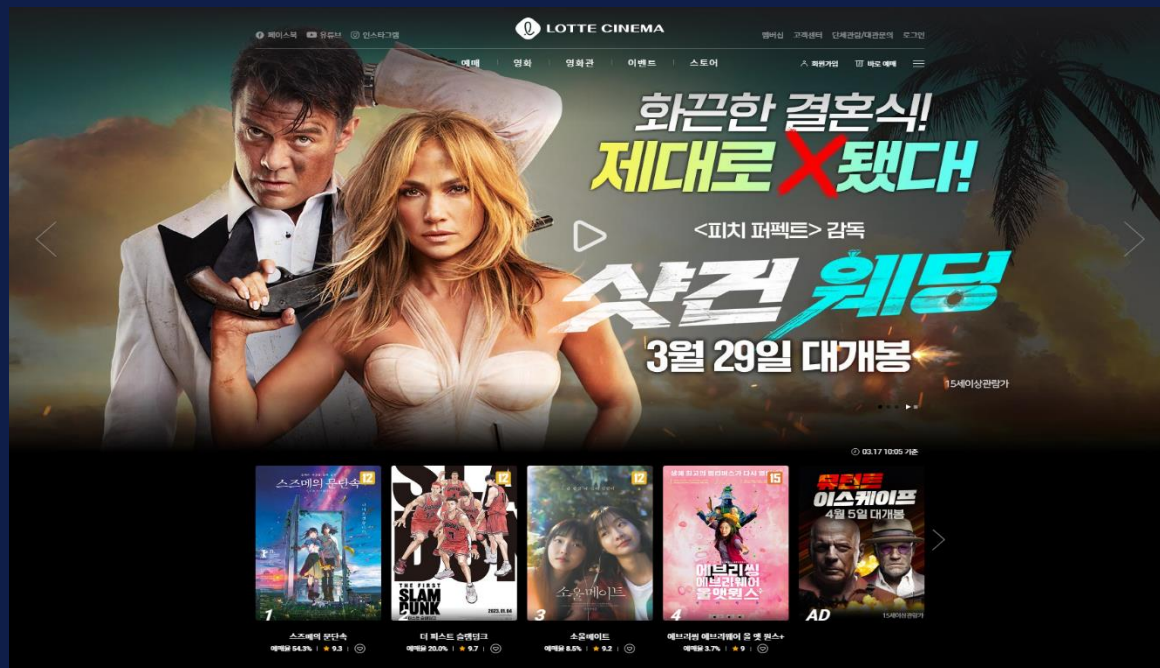 페이스북 유튜브 인스타그램
LOTTE CINEMA
멤버십 고객센터 단체관람/대관문의 로그인
예매 영화 영화관 이벤트 스토어
회원가입 바로 예매
화끈한 결혼식!
제대로 X됐다!
<피치 퍼펙트> 감독
샷건 웨딩
3월 29일 대개봉
15세이상관람가
03.17 10:05 기준
스즈메의 문단속
12
1
12
THE FIRST
SLAM
DUNK
2023.01.04
2
12
소울메이트
3
15
에브리씽
에브리웨어
올 앳 원스+
4
이스케이프
4월 5일 대개봉
AD
15세이상관람가
스즈메의 문단속
예매율 54.3% ★ 9.3
더 퍼스트 슬램덩크
예매율 20.0% ★ 9.7
소울메이트
예매율 8.5% ★ 9.2
에브리씽 에브리웨어 올 앳 원스+
예매율 3.7% ★ 9